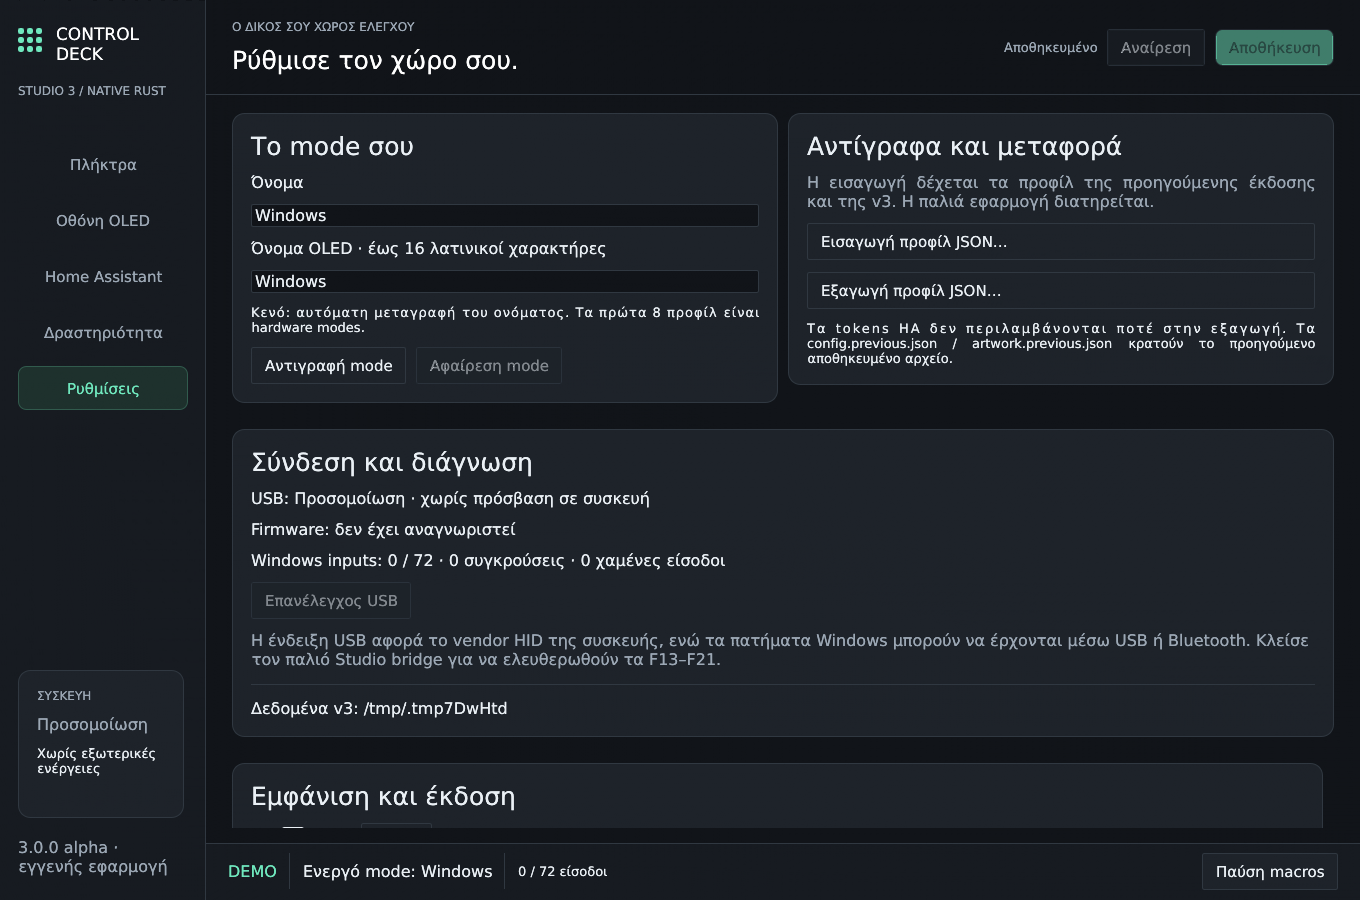 CONTROL
DECK
STUDIO 3 / NATIVE RUST
Πλήκτρα
Οθόνη OLED
Home Assistant
Δραστηριότητα
Ρυθμίσεις
ΣΥΣΚΕΥΗ
Προσομοίωση
Χωρίς εξωτερικές
ενέργειες
3.0.0 alpha ·
εγγενής εφαρμογή
Ο ΔΙΚΟΣ ΣΟΥ ΧΩΡΟΣ ΕΛΕΓΧΟΥ
Ρύθμισε τον χώρο σου.
Αποθηκευμένο
Αναίρεση
Αποθήκευση
Το mode σου
Όνομα
Windows
Όνομα OLED · έως 16 λατινικοί χαρακτήρες
Windows
Κενό: αυτόματη μεταγραφή του ονόματος. Τα πρώτα 8 προφίλ είναι
hardware modes.
Αντιγραφή mode
Αφαίρεση mode
Αντίγραφα και μεταφορά
Η εισαγωγή δέχεται τα προφίλ της προηγούμενης έκδοσης
και της v3. Η παλιά εφαρμογή διατηρείται.
Εισαγωγή προφίλ JSON...
Εξαγωγή προφίλ JSON...
Τα tokens HA δεν περιλαμβάνονται ποτέ στην εξαγωγή. Τα
config.previous.json / artwork.previous.json κρατούν το προηγούμενο
αποθηκευμένο αρχείο.
Σύνδεση και διάγνωση
USB: Προσομοίωση · χωρίς πρόσβαση σε συσκευή
Firmware: δεν έχει αναγνωριστεί
Windows inputs: 0 / 72 · 0 συγκρούσεις · 0 χαμένες είσοδοι
Επανέλεγχος USB
Η ένδειξη USB αφορά το vendor HID της συσκευής, ενώ τα πατήματα Windows μπορούν να έρχονται μέσω USB ή Bluetooth. Κλείσε
τον παλιό Studio bridge για να ελευθερωθούν τα F13–F21.
Δεδομένα v3: /tmp/.tmp7DwHtd
Εμφάνιση και έκδοση
DEMO
Ενεργό mode: Windows
0 / 72 είσοδοι
Παύση macros